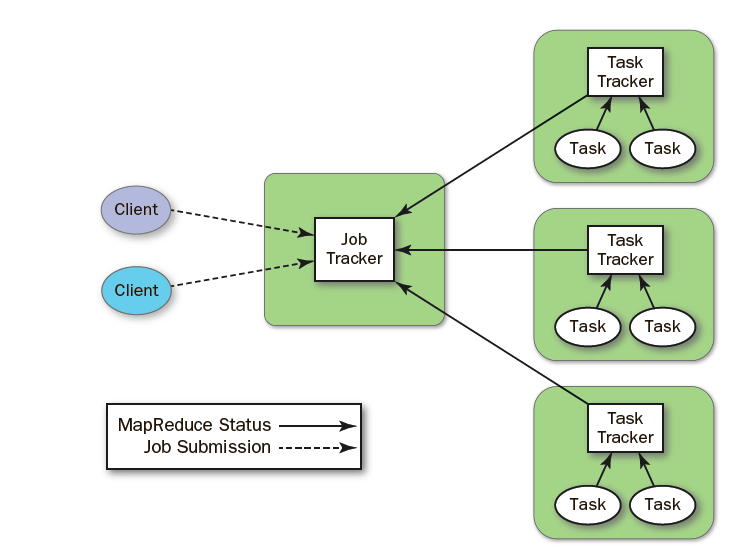 Client
Client
Job
Tracker
Task
Tracker
Task
Task
Task
Tracker
Task
Task
Task
Tracker
Task
Task
MapReduce Status
Job Submission